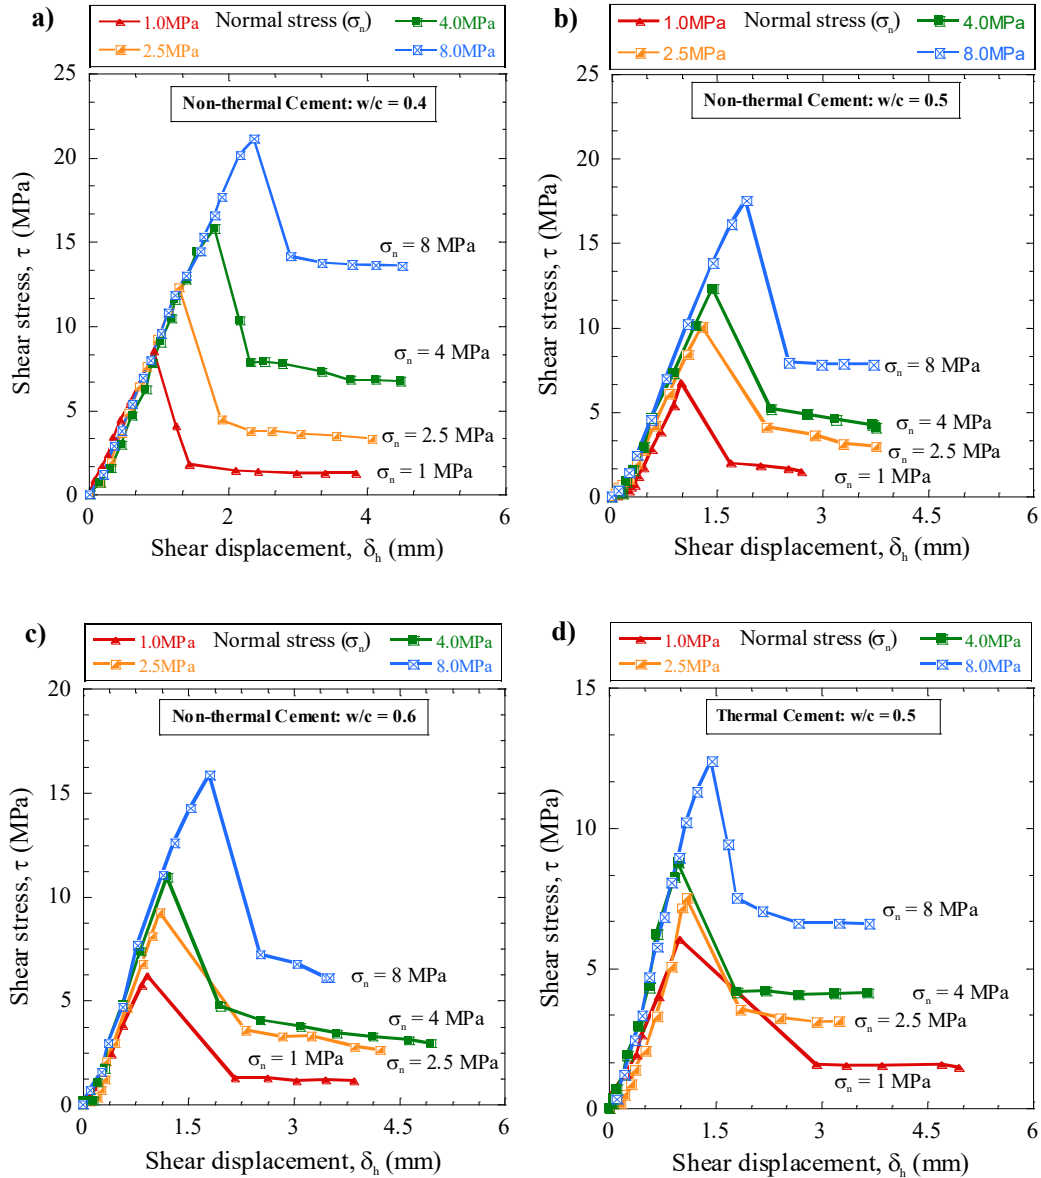 a)
1.0MPa Normal stress (σn) 4.0MPa
2.5MPa 8.0MPa
25
20
15
10
5
0
Shear stress, τ (MPa)
Non-thermal Cement: w/c = 0.4
σn = 8 MPa
σn = 4 MPa
σn = 2.5 MPa
σn = 1 MPa
0 2 4 6
Shear displacement, δh (mm)
b)
1.0MPa Normal stress (σn) 4.0MPa
2.5MPa 8.0MPa
25
20
15
10
5
0
Shear stress, τ (MPa)
Non-thermal Cement: w/c = 0.5
σn = 8 MPa
σn = 4 MPa
σn = 2.5 MPa
σn = 1 MPa
0 1.5 3 4.5 6
Shear displacement, δh (mm)
c)
1.0MPa Normal stress (σn) 4.0MPa
2.5MPa 8.0MPa
20
15
10
5
0
Shear stress, τ (MPa)
Non-thermal Cement: w/c = 0.6
σn = 8 MPa
σn = 4 MPa
σn = 1 MPa
σn = 2.5 MPa
0 1.5 3 4.5 6
Shear displacement, δh (mm)
d)
1.0MPa Normal stress (σn) 4.0MPa
2.5MPa 8.0MPa
15
10
5
0
Shear stress, τ (MPa)
Thermal Cement: w/c = 0.5
σn = 8 MPa
σn = 4 MPa
σn = 2.5 MPa
σn = 1 MPa
0 1.5 3 4.5 6
Shear displacement, δh (mm)